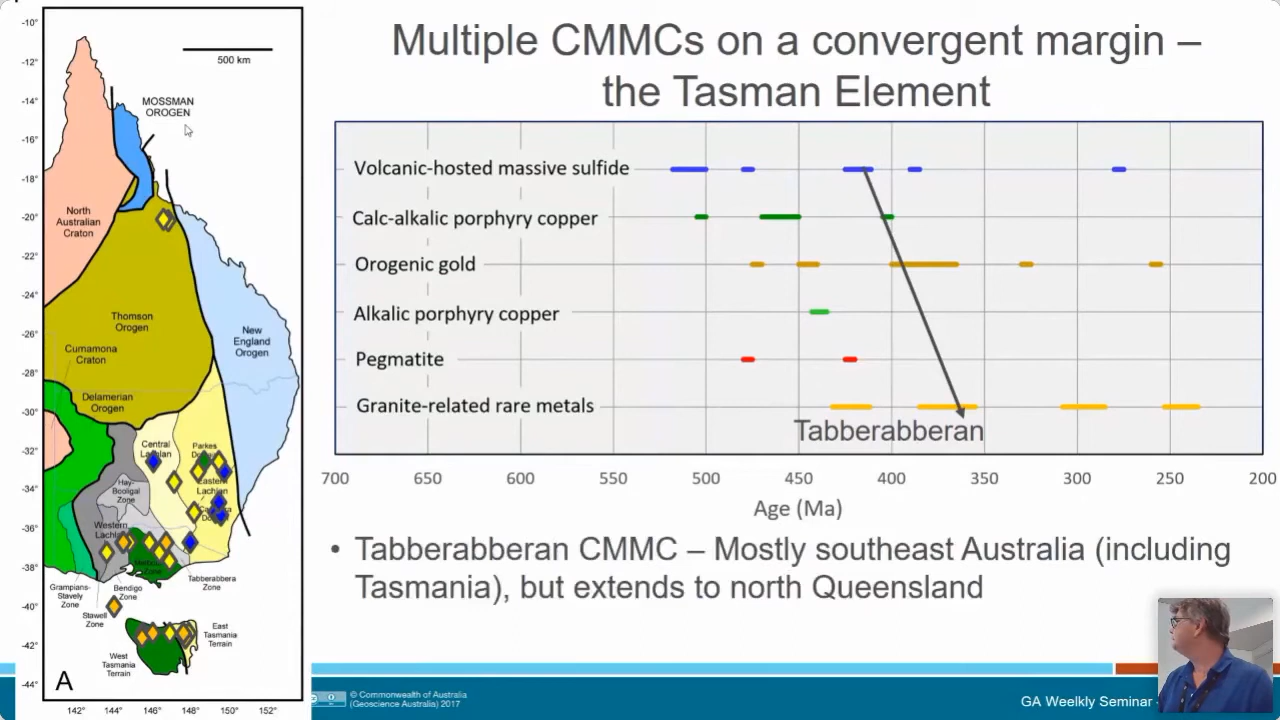 Multiple CMMCs on a convergent margin –
the Tasman Element
-10°
-12°
-14°
-16°
-18°
-20°
-22°
-24°
-26°
-28°
-30°
-32°
-34°
-36°
-38°
-40°
-42°
-44°
500 km
MOSSMAN
OROGEN
North
Australian
Craton
Thomson
Orogen
New
England
Orogen
Cumamona
Craton
Delamerian
Orogen
Central
Lachlan
Parkes
Hay-
Booligal
Zone
Eastern
Lachlan
Western
Grampians-
Stavely
Zone
Bendigo
Zone
Tabberabbera
Zone
Stawell
Zone
East
Tasmania
Terrain
West
Tasmania
Terrain
A
142° 144° 146° 148° 150° 152°
Volcanic-hosted massive sulfide
Calc-alkalic porphyry copper
Orogenic gold
Alkalic porphyry copper
Pegmatite
Granite-related rare metals
Tabberabberan
700 650 600 550 500 450 400 350 300 250 200
Age (Ma)
• Tabberabberan CMMC – Mostly southeast Australia (including
Tasmania), but extends to north Queensland
© Commonwealth of Australia
(Geoscience Australia) 2017
GA Weelkly Seminar